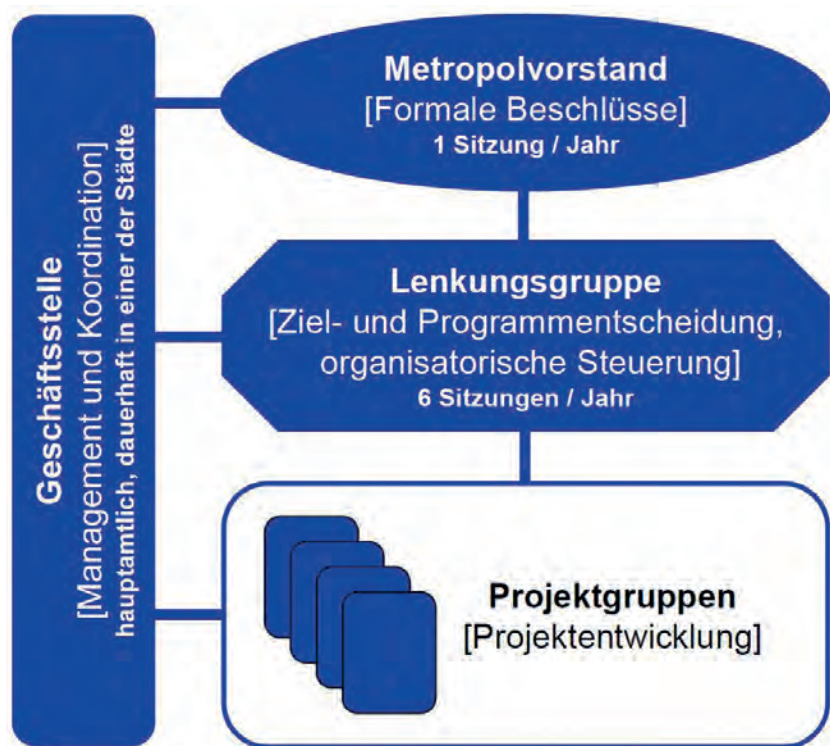 Geschäftsstelle
[Management und Koordination]
hauptamtlich, dauerhaft in einer der Städte
Metropolvorstand
[Formale Beschlüsse]
1 Sitzung / Jahr
Lenkungsgruppe
[Ziel- und Programmentscheidung,
organisatorische Steuerung]
6 Sitzungen / Jahr
Projektgruppen
[Projektentwicklung]